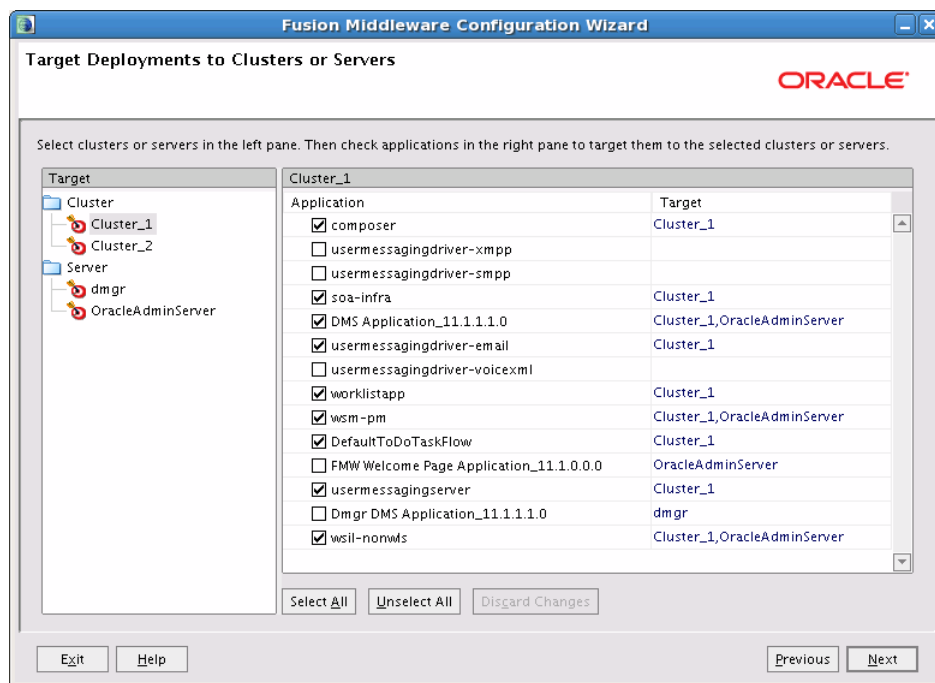 Fusion Middleware Configuration Wizard
Target Deployments to Clusters or Servers
ORACLE
Select clusters or servers in the left pane. Then check applications in the right pane to target them to the selected clusters or servers.
Target
Cluster
Cluster_1
Cluster_2
Server
dmgr
OracleAdminServer
Cluster_1
Application Target
composer Cluster_1
usermessagingdriver-xmpp
usermessagingdriver-smpp
soa-infra Cluster_1
DMS Application_11.1.1.1.0 Cluster_1,OracleAdminServer
usermessagingdriver-email Cluster_1
usermessagingdriver-voicexml
worklistapp Cluster_1
wsm-pm Cluster_1,OracleAdminServer
DefaultToDoTaskFlow Cluster_1
FMW Welcome Page Application_11.1.0.0.0 OracleAdminServer
usermessagingserver Cluster_1
Dmgr DMS Application_11.1.1.1.0 dmgr
wsil-nonwls Cluster_1,OracleAdminServer
Select All Unselect All Discard Changes
Exit Help Previous Next